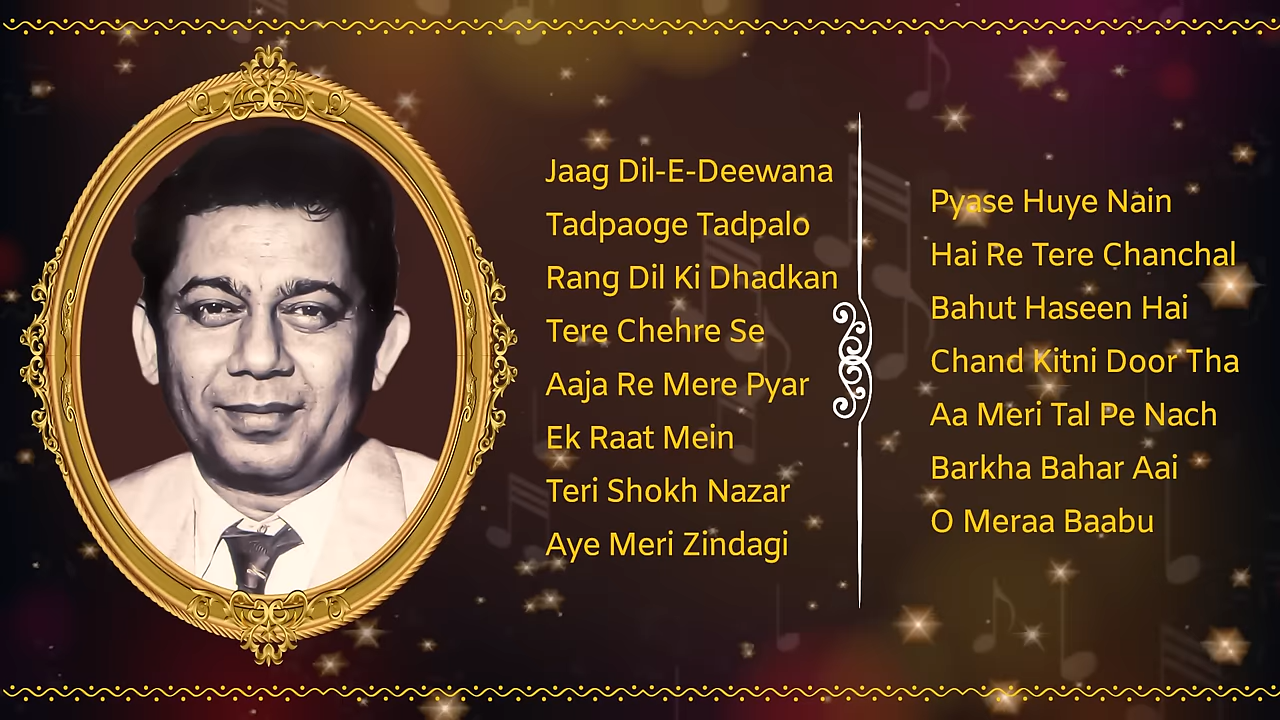 Jaag Dil-E-Deewana
Tadpaoge Tadpalo
Rang Dil Ki Dhadkan
Tere Chehre Se
Aaja Re Mere Pyar
Ek Raat Mein
Teri Shokh Nazar
Aye Meri Zindagi
Pyase Huye Nain
Hai Re Tere Chanchal
Bahut Haseen Hai
Chand Kitni Door Tha
Aa Meri Tal Pe Nach
Barkha Bahar Aai
O Meraa Baabu